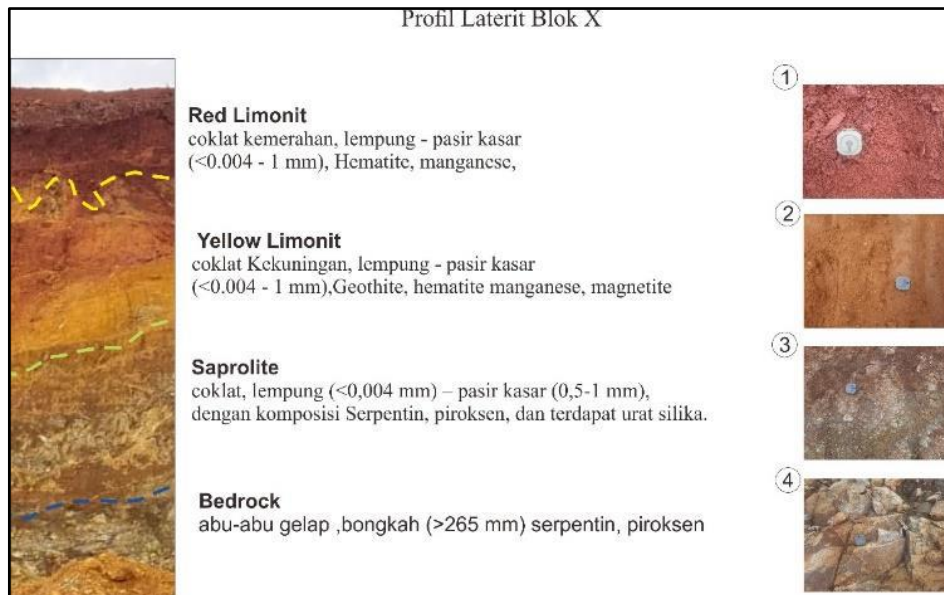 Profil Laterit Blok X
Red Limonit
coklat kemerahan, lempung - pasir kasar
(<0.004 - 1 mm), Hematite, manganese,
Yellow Limonit
coklat Kekuningan, lempung - pasir kasar
(<0.004 - 1 mm),Geothite, hematite manganese, magnetite
Saprolite
coklat, lempung (<0,004 mm) – pasir kasar (0,5-1 mm),
dengan komposisi Serpentin, piroksen, dan terdapat urat silika.
Bedrock
abu-abu gelap ,bongkah (>265 mm) serpentin, piroksen
1
2
3
4